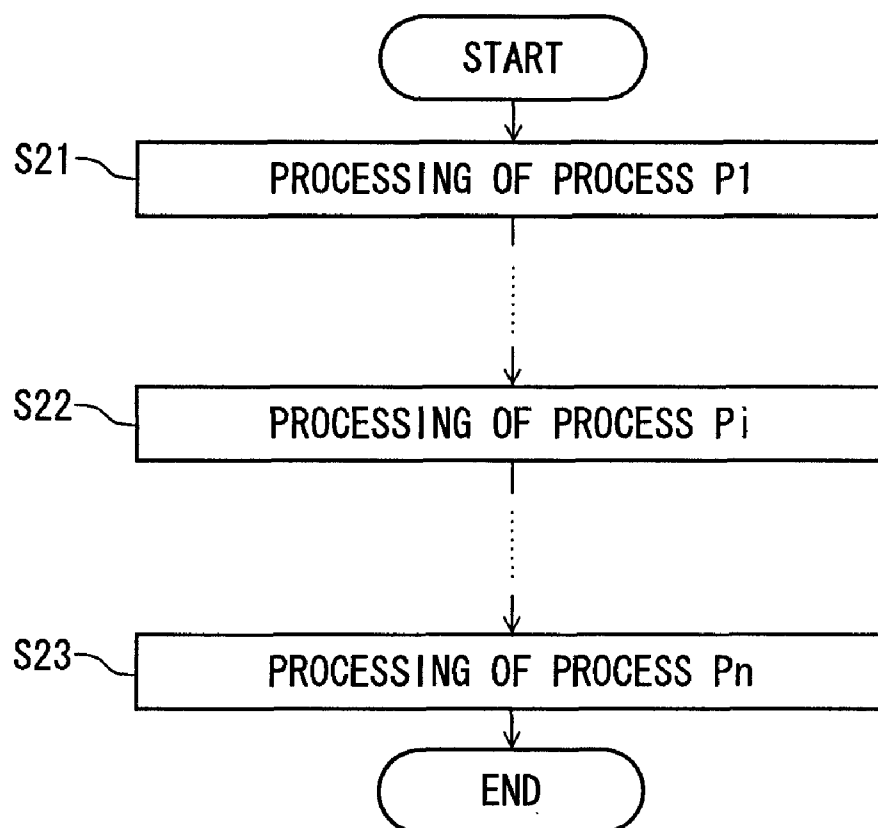 START
S21
PROCESSING OF PROCESS P1
S22
PROCESSING OF PROCESS Pi
S23
PROCESSING OF PROCESS Pn
END